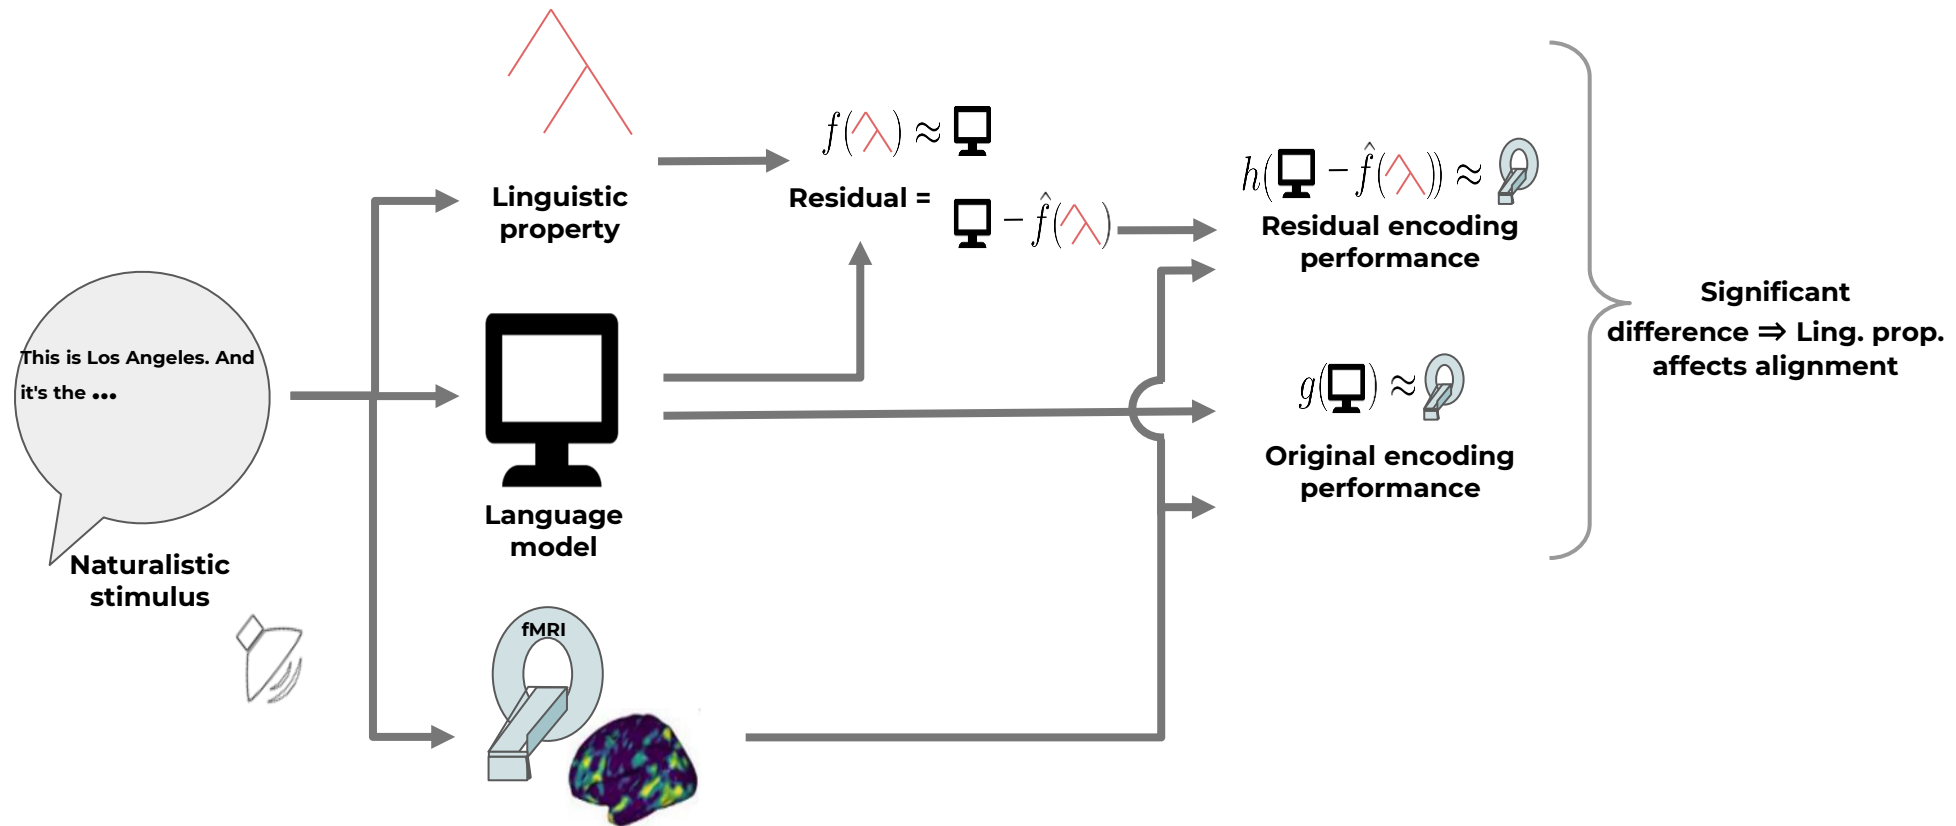 This is Los Angeles. And
it's the ...
Naturalistic
stimulus
Linguistic
property
Language
model
fMRI
f( ) ≈
Residual =
− f̂( )
h( − f̂( )) ≈
Residual encoding
performance
g( ) ≈
Original encoding
performance
Significant
difference ⇒ Ling. prop.
affects alignment